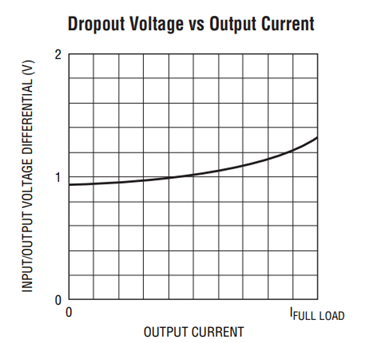 Dropout Voltage vs Output Current
INPUT/OUTPUT VOLTAGE DIFFERENTIAL (V)
2
1
0
0
IFULL LOAD
OUTPUT CURRENT